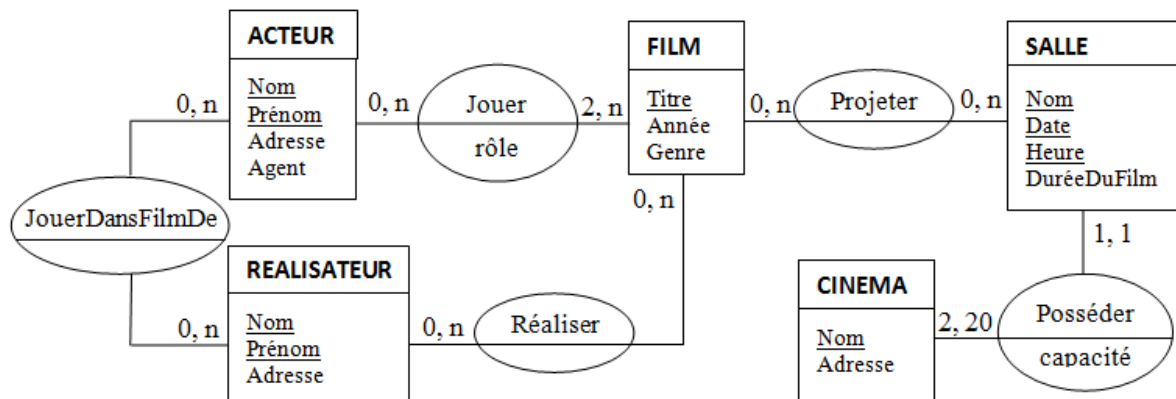 ACTEUR
Nom
Prénom
Adresse
Agent
0, n
0, n
Jouer
rôle
2, n
FILM
Titre
Année
Genre
0, n
0, n
Projeter
0, n
SALLE
Nom
Date
Heure
DuréeDuFilm
1, 1
JouerDansFilmDe
0, n
REALISATEUR
Nom
Prénom
Adresse
0, n
Réaliser
CINEMA
Nom
Adresse
2, 20
Posséder
capacité